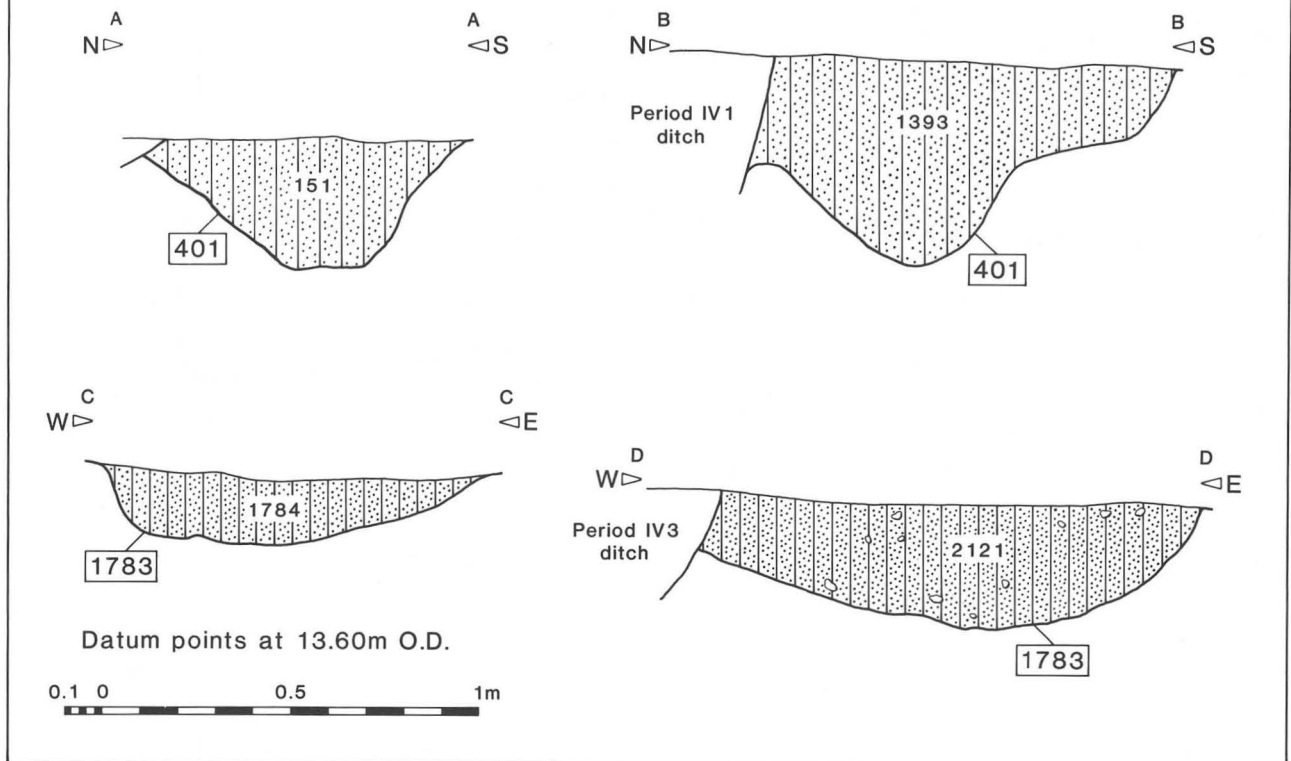 A A
N S
151
401
B B
N S
Period IV1
ditch
1393
401
C C
W E
1784
1783
D D
W E
Period IV3
ditch
2121
1783
Datum points at 13.60m O.D.
0.1 0 0.5 1m